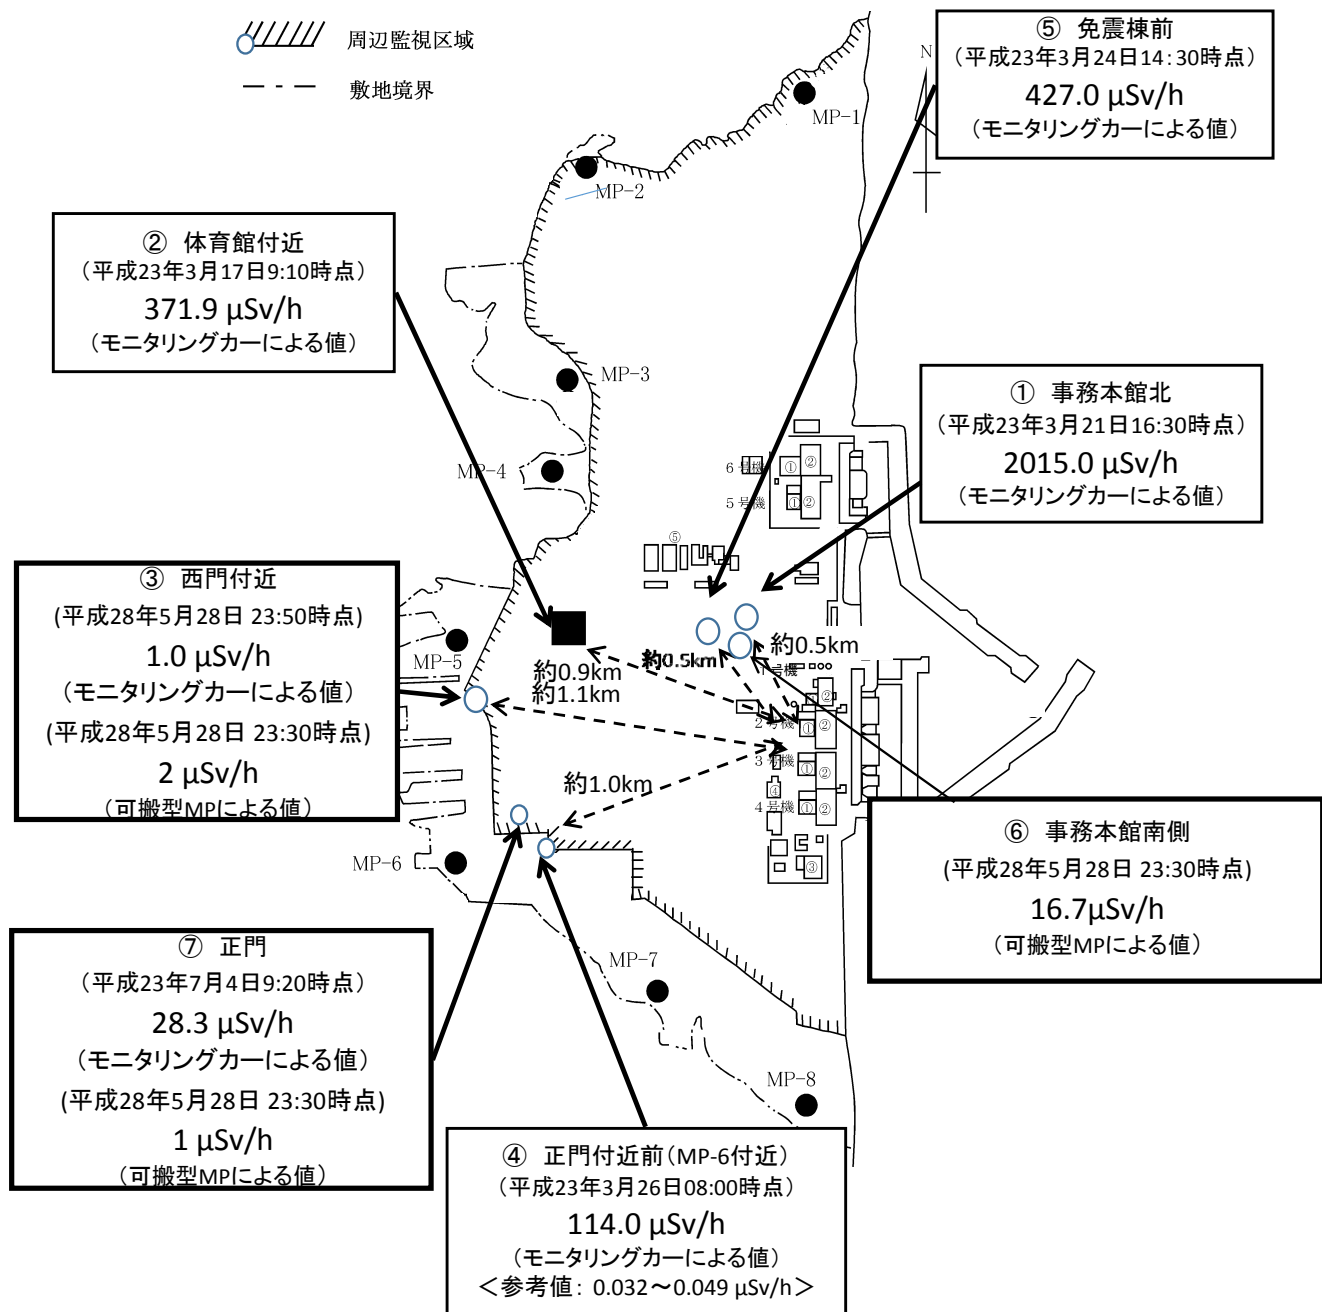 周辺監視区域
敷地境界
⑤ 免震棟前
(平成23年3月24日14:30時点)
427.0 μSv/h
(モニタリングカーによる値)
N
MP-1
MP-2
② 体育館付近
(平成23年3月17日9:10時点)
371.9 μSv/h
(モニタリングカーによる値)
MP-3
① 事務本館北
(平成23年3月21日16:30時点)
2015.0 μSv/h
(モニタリングカーによる値)
MP-4
6号機
① ②
5号機
① ②
⑤
③ 西門付近
(平成28年5月28日 23:50時点)
1.0 μSv/h
(モニタリングカーによる値)
(平成28年5月28日 23:30時点)
2 μSv/h
(可搬型MPによる値)
MP-5
約0.9km
約1.1km
約0.5km
約0.5km
1号機
②
2号機
① ②
3号機
① ②
④
4号機
① ②
③
約1.0km
MP-6
⑥ 事務本館南側
(平成28年5月28日 23:30時点)
16.7μSv/h
(可搬型MPによる値)
⑦ 正門
(平成23年7月4日9:20時点)
28.3 μSv/h
(モニタリングカーによる値)
(平成28年5月28日 23:30時点)
1 μSv/h
(可搬型MPによる値)
MP-7
MP-8
④ 正門付近前(MP-6付近)
(平成23年3月26日08:00時点)
114.0 μSv/h
(モニタリングカーによる値)
<参考値: 0.032～0.049 μSv/h>